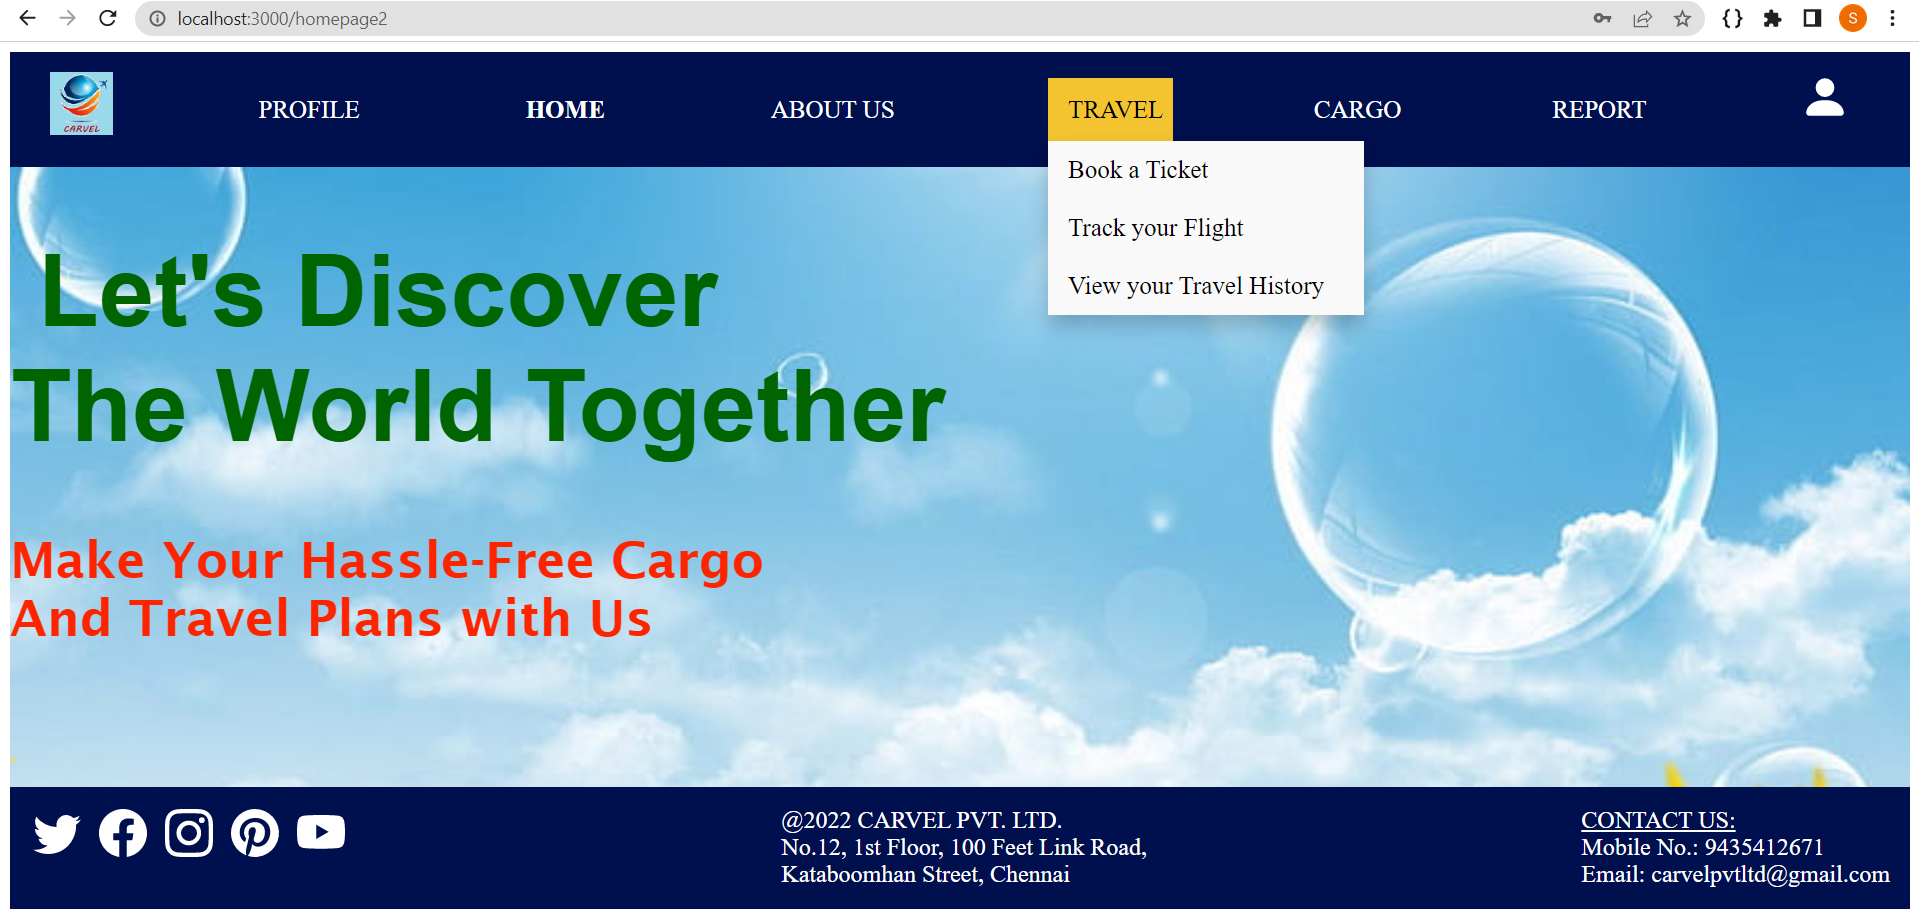 localhost:3000/homepage2
S
CARVEL
PROFILE
HOME
ABOUT US
TRAVEL
CARGO
REPORT
Book a Ticket
Track your Flight
View your Travel History
Let's Discover
The World Together
Make Your Hassle-Free Cargo
And Travel Plans with Us
@2022 CARVEL PVT. LTD.
No.12, 1st Floor, 100 Feet Link Road,
Kataboomhan Street, Chennai
CONTACT US:
Mobile No.: 9435412671
Email: carvelpvtltd@gmail.com